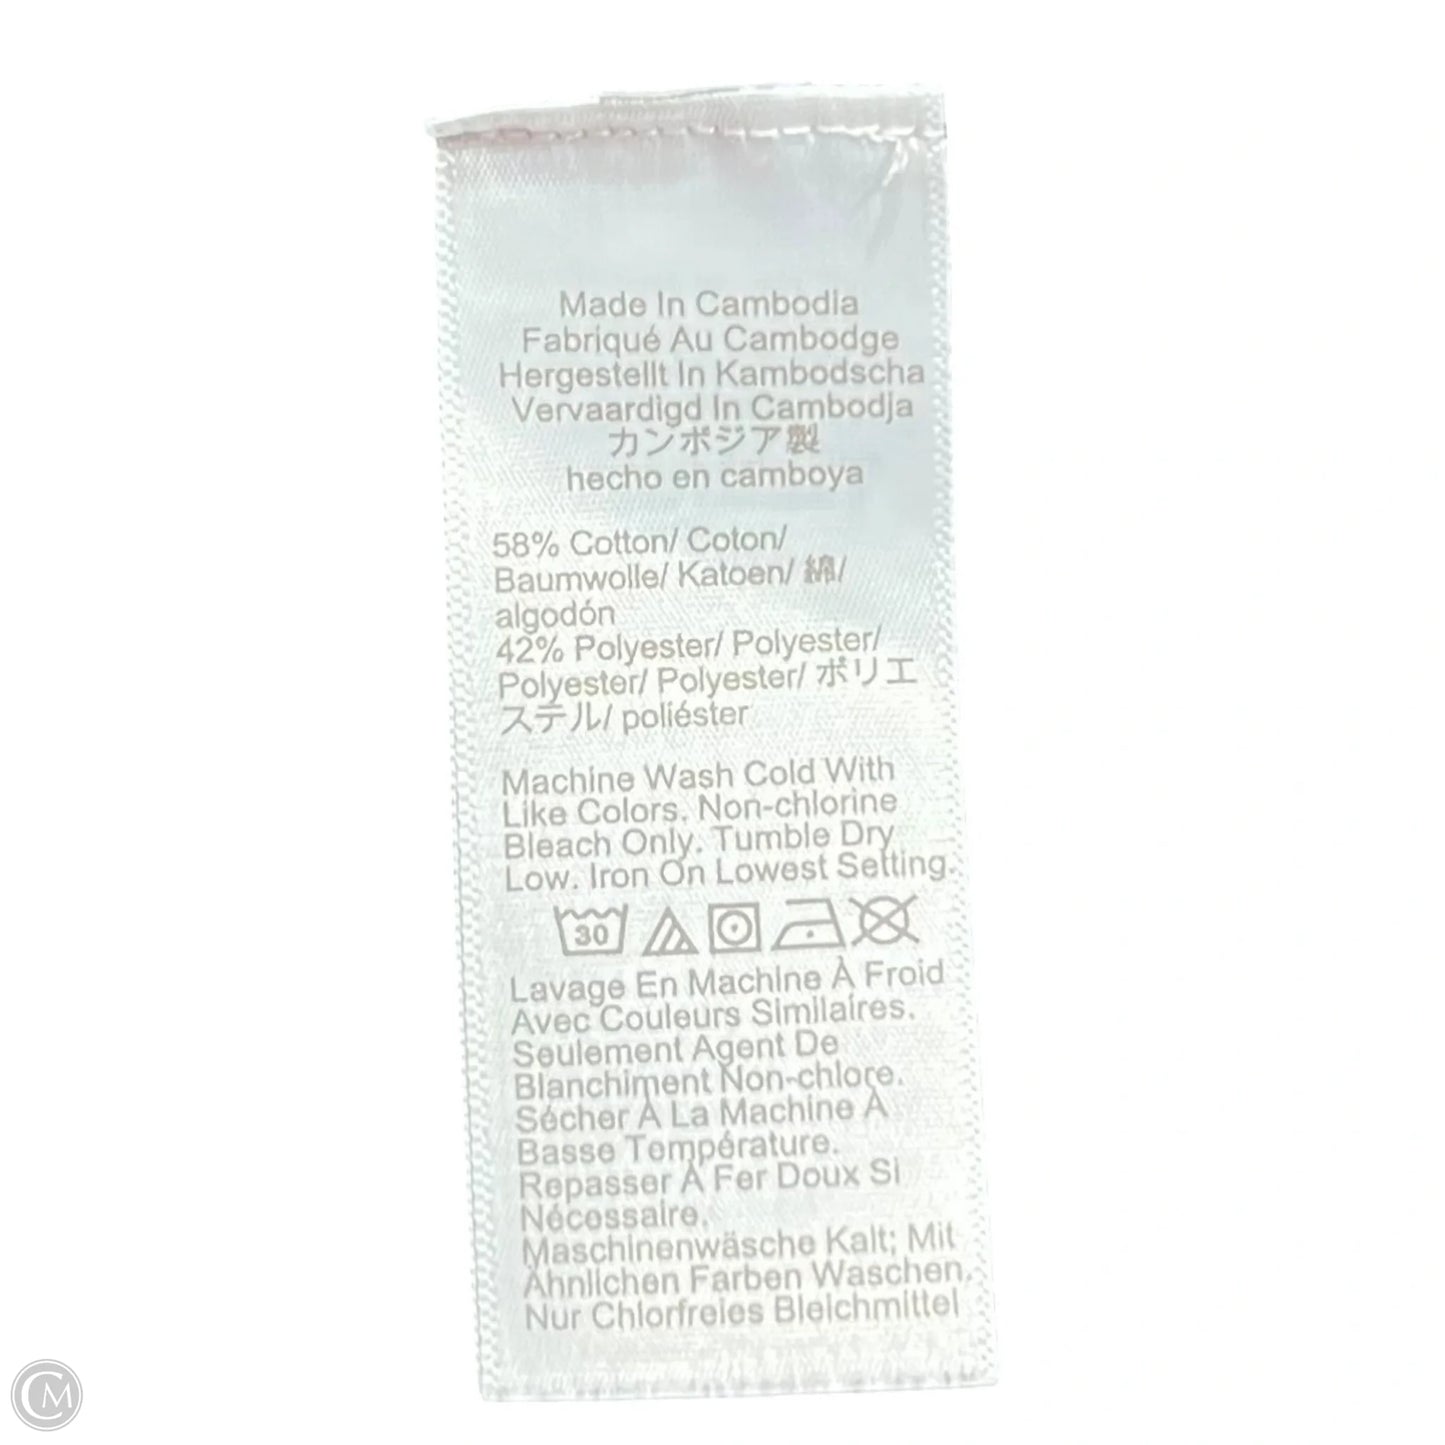 Made In Cambodia
Fabriqué Au Cambodge
Hergestellt In Kambodscha
Vervaardigd In Cambodja
カンボジア製
hecho en camboya
58% Cotton/ Coton/
Baumwolle/ Katoen/ 綿/
algodón
42% Polyester/ Polyester/
Polyester/ Polyester/ ポリエ
ステル/ poliéster
Machine Wash Cold With
Like Colors. Non-chlorine
Bleach Only. Tumble Dry
Low. Iron On Lowest Setting.
30
Lavage En Machine À Froid
Avec Couleurs Similaires.
Seulement Agent De
Blanchiment Non-chlore.
Sécher À La Machine À
Basse Température.
Repasser À Fer Doux Si
Nécessaire.
Maschinenwäsche Kalt; Mit
Ähnlichen Farben Waschen,
Nur Chlorfreies Bleichmittel
CM